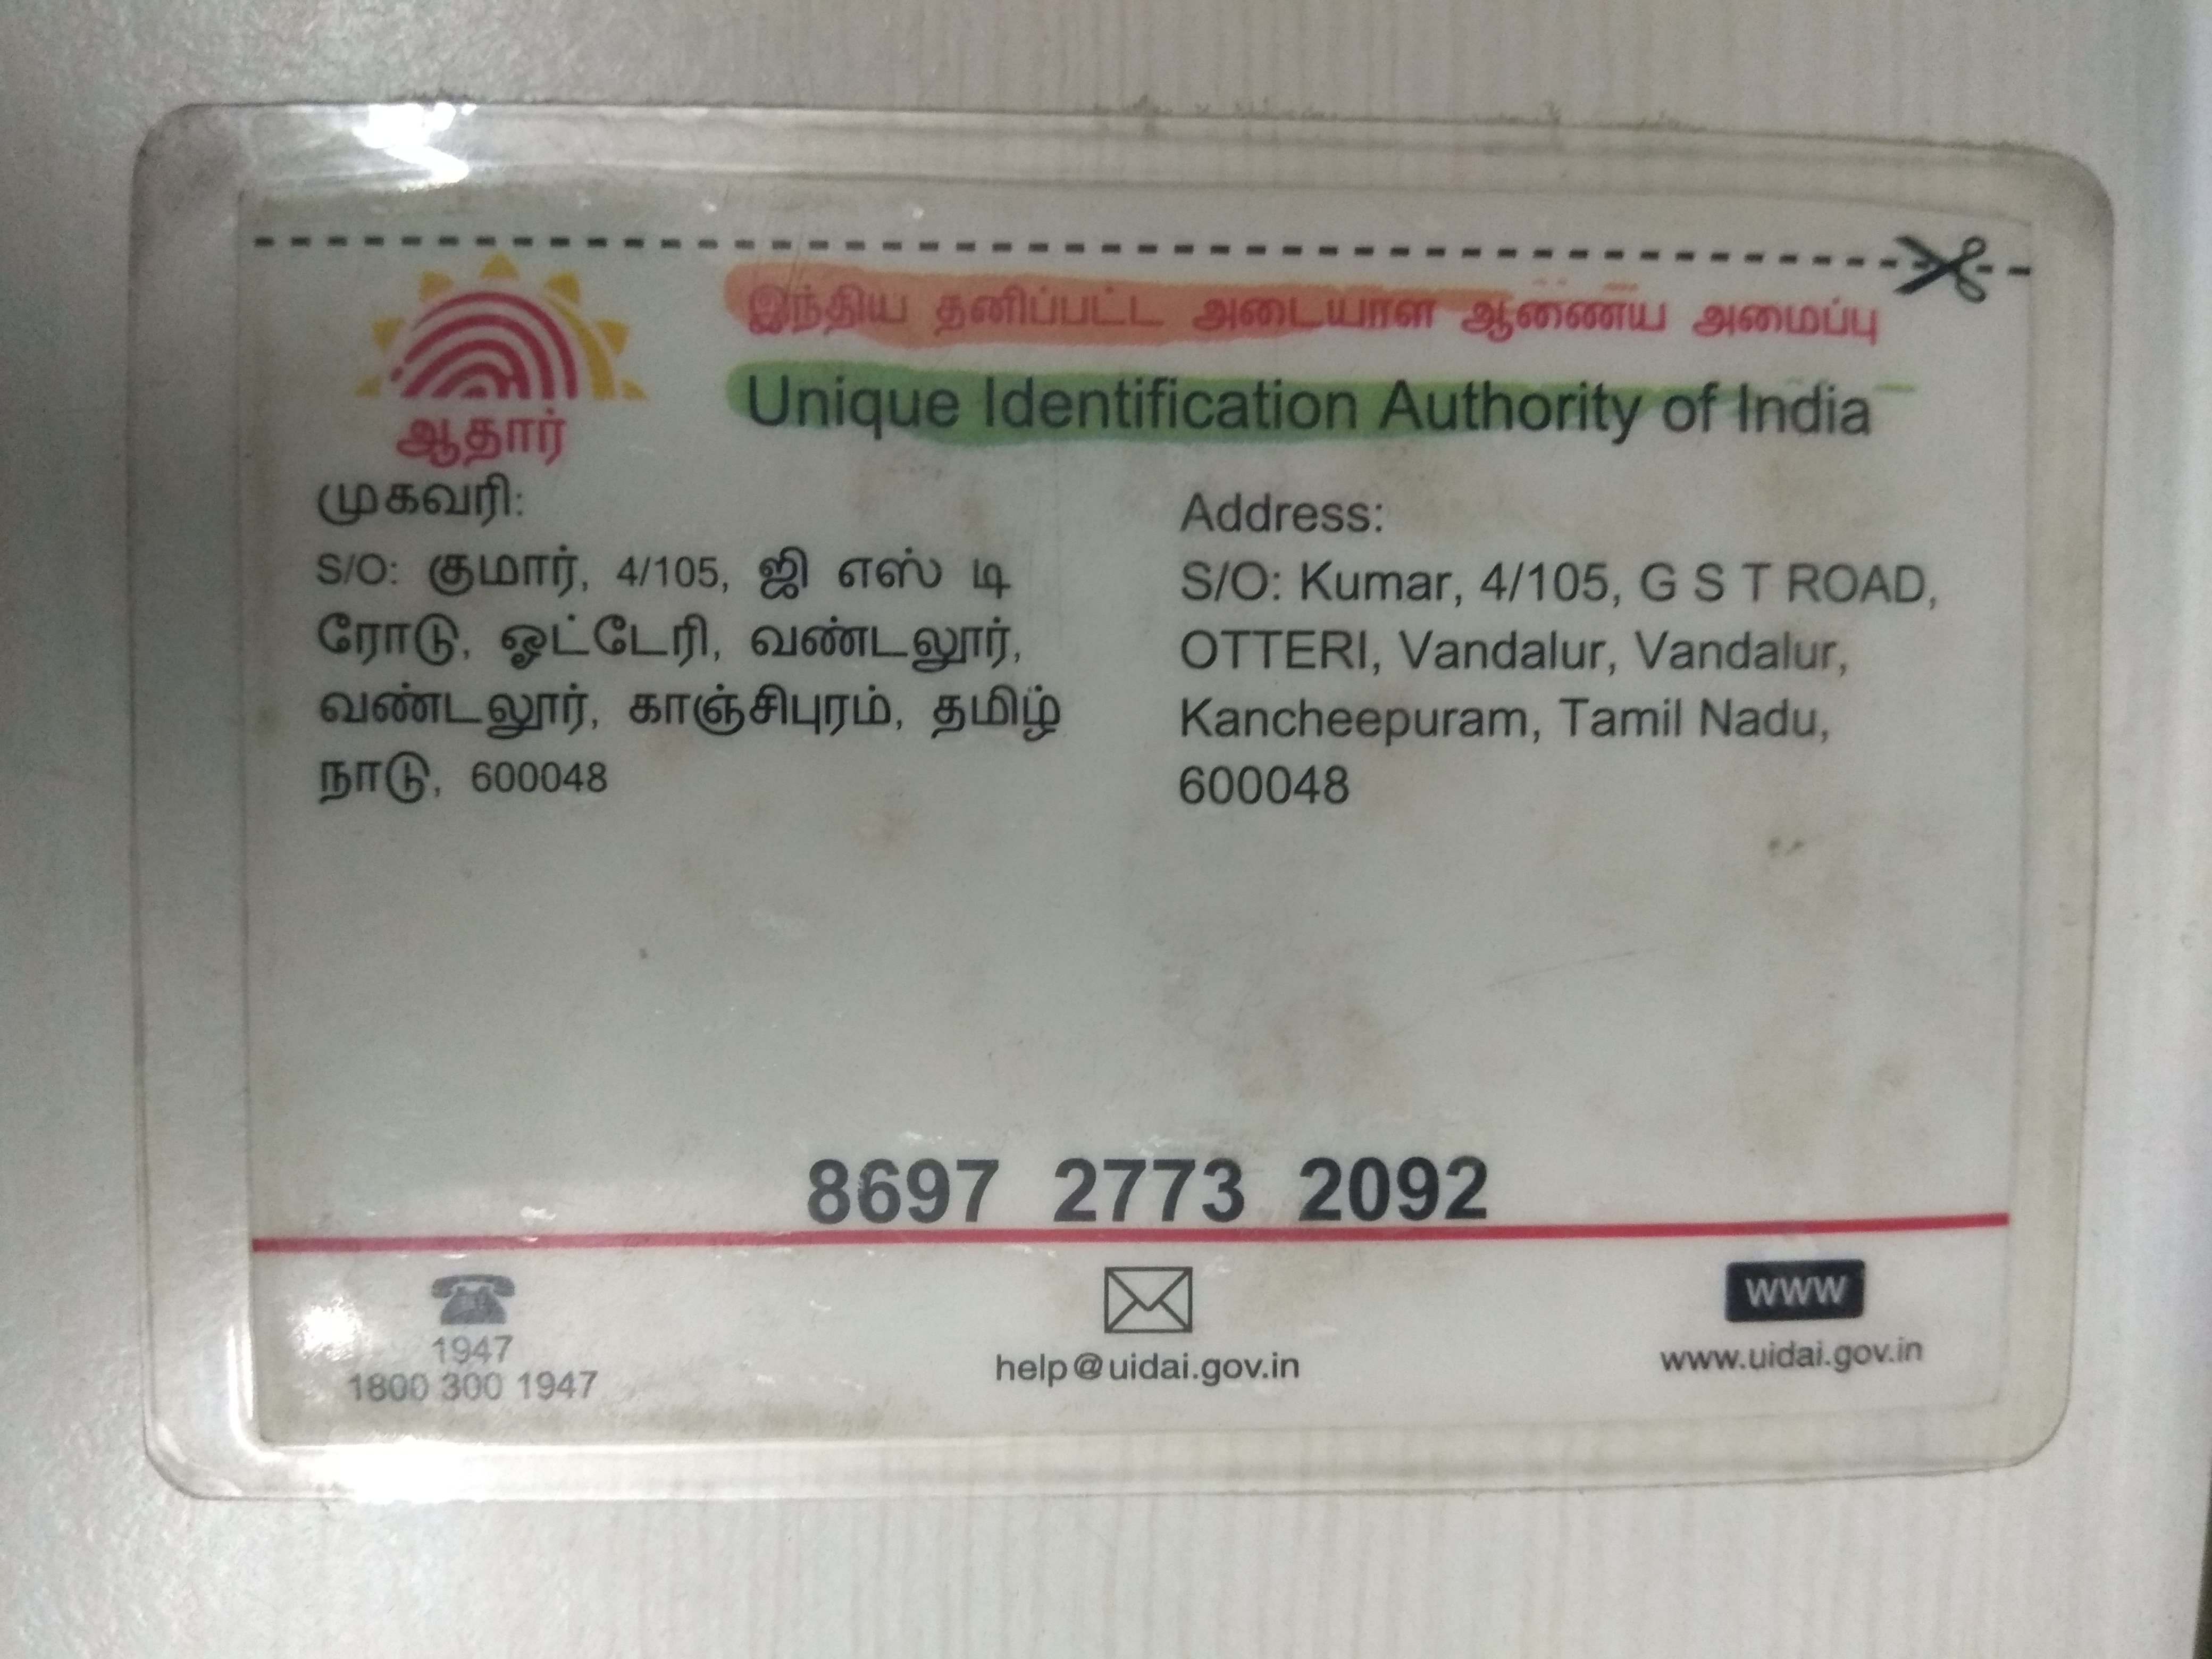 இந்திய தனிப்பட்ட அடையாள ஆணைய அமைப்பு
Unique Identification Authority of India
ஆதார்
முகவரி:
S/O: குமார், 4/105, ஜி எஸ் டி
ரோடு, ஓட்டேரி, வண்டலூர்,
வண்டலூர், காஞ்சிபுரம், தமிழ்
நாடு, 600048
Address:
S/O: Kumar, 4/105, G S T ROAD,
OTTERI, Vandalur, Vandalur,
Kancheepuram, Tamil Nadu,
600048
8697 2773 2092
1947
1800 300 1947
help@uidai.gov.in
WWW
www.uidai.gov.in